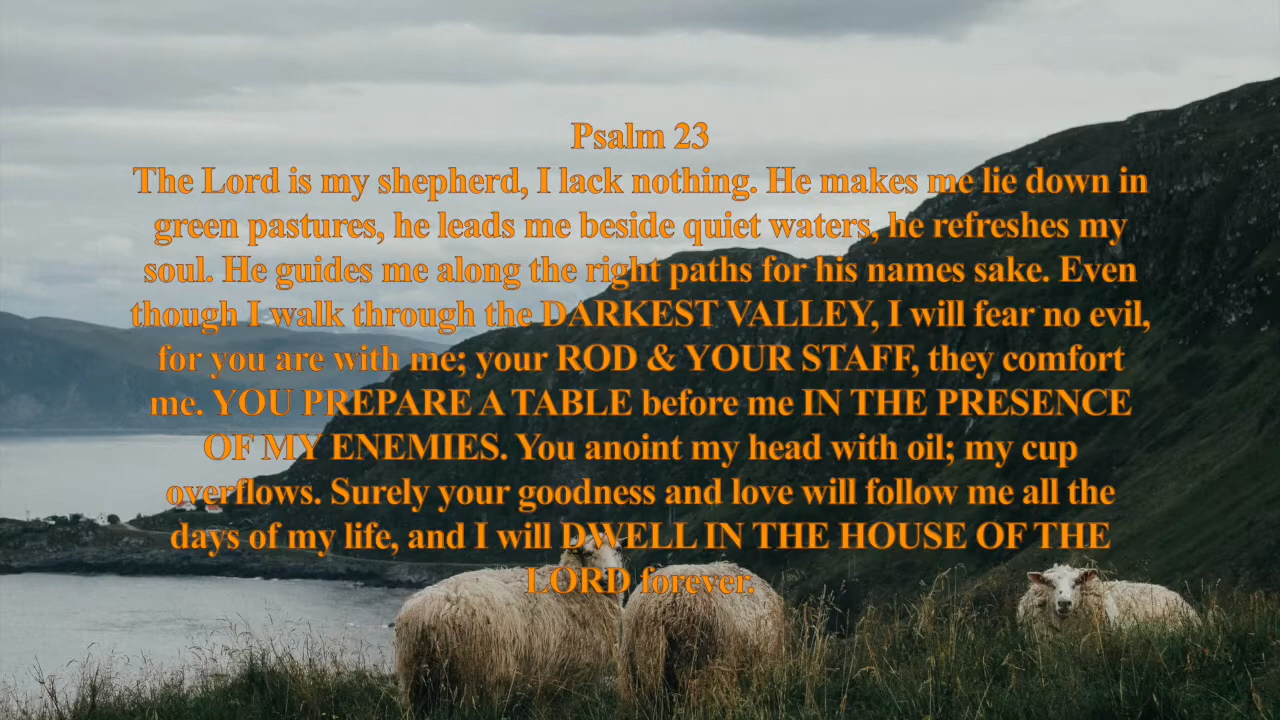 Psalm 23
The Lord is my shepherd, I lack nothing. He makes me lie down in
green pastures, he leads me beside quiet waters, he refreshes my
soul. He guides me along the right paths for his names sake. Even
though I walk through the DARKEST VALLEY, I will fear no evil,
for you are with me; your ROD & YOUR STAFF, they comfort
me. YOU PREPARE A TABLE before me IN THE PRESENCE
OF MY ENEMIES. You anoint my head with oil; my cup
overflows. Surely your goodness and love will follow me all the
days of my life, and I will DWELL IN THE HOUSE OF THE
LORD forever.